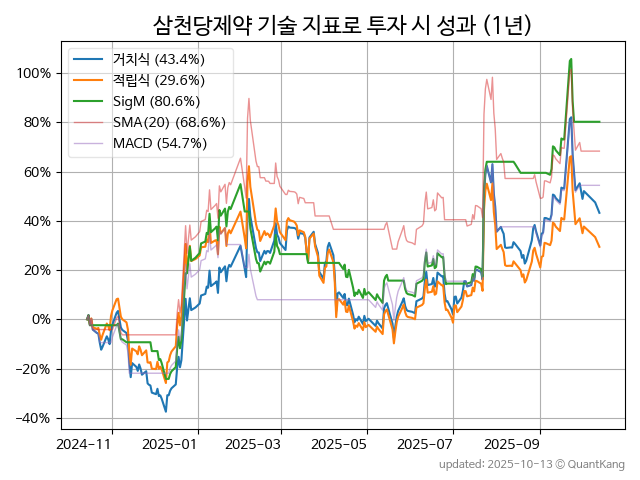 삼천당제약 기술 지표로 투자 시 성과 (1년)
거치식 (43.4%)
적립식 (29.6%)
SigM (80.6%)
SMA(20) (68.6%)
MACD (54.7%)
100%
80%
60%
40%
20%
0%
−20%
−40%
2024-11
2025-01
2025-03
2025-05
2025-07
2025-09
updated: 2025-10-13 © QuantKang